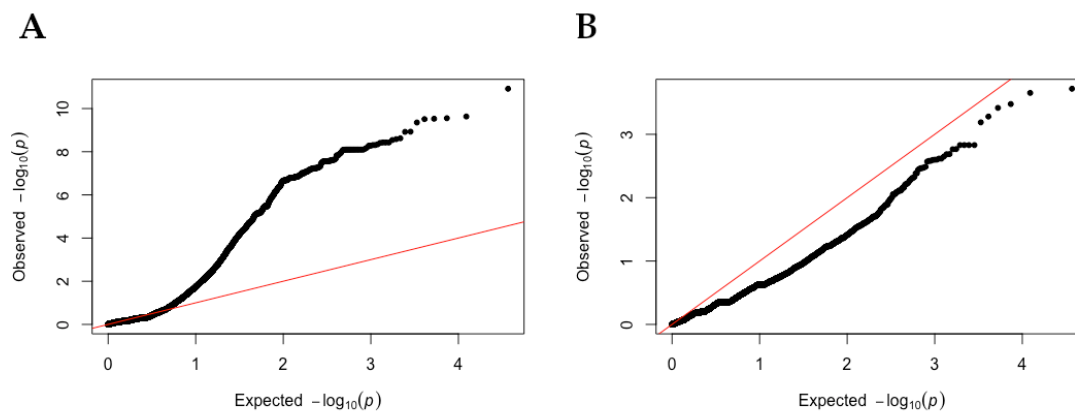 A
B
Observed −log₁₀(p)
10
8
6
4
2
0
0 1 2 3 4
Expected −log₁₀(p)
Observed −log₁₀(p)
3
2
1
0
0 1 2 3 4
Expected −log₁₀(p)